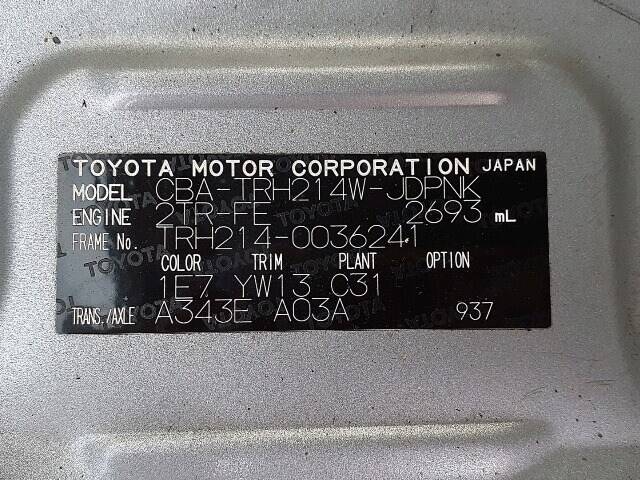 TOYOTA MOTOR CORPORATION JAPAN
MODEL CBA-TRH214W-JDPNK
ENGINE 2TR-FE 2693 mL
FRAME No. TRH214-0036241
COLOR TRIM PLANT OPTION
1E7 YW13 C31
TRANS./AXLE A343E A03A 937